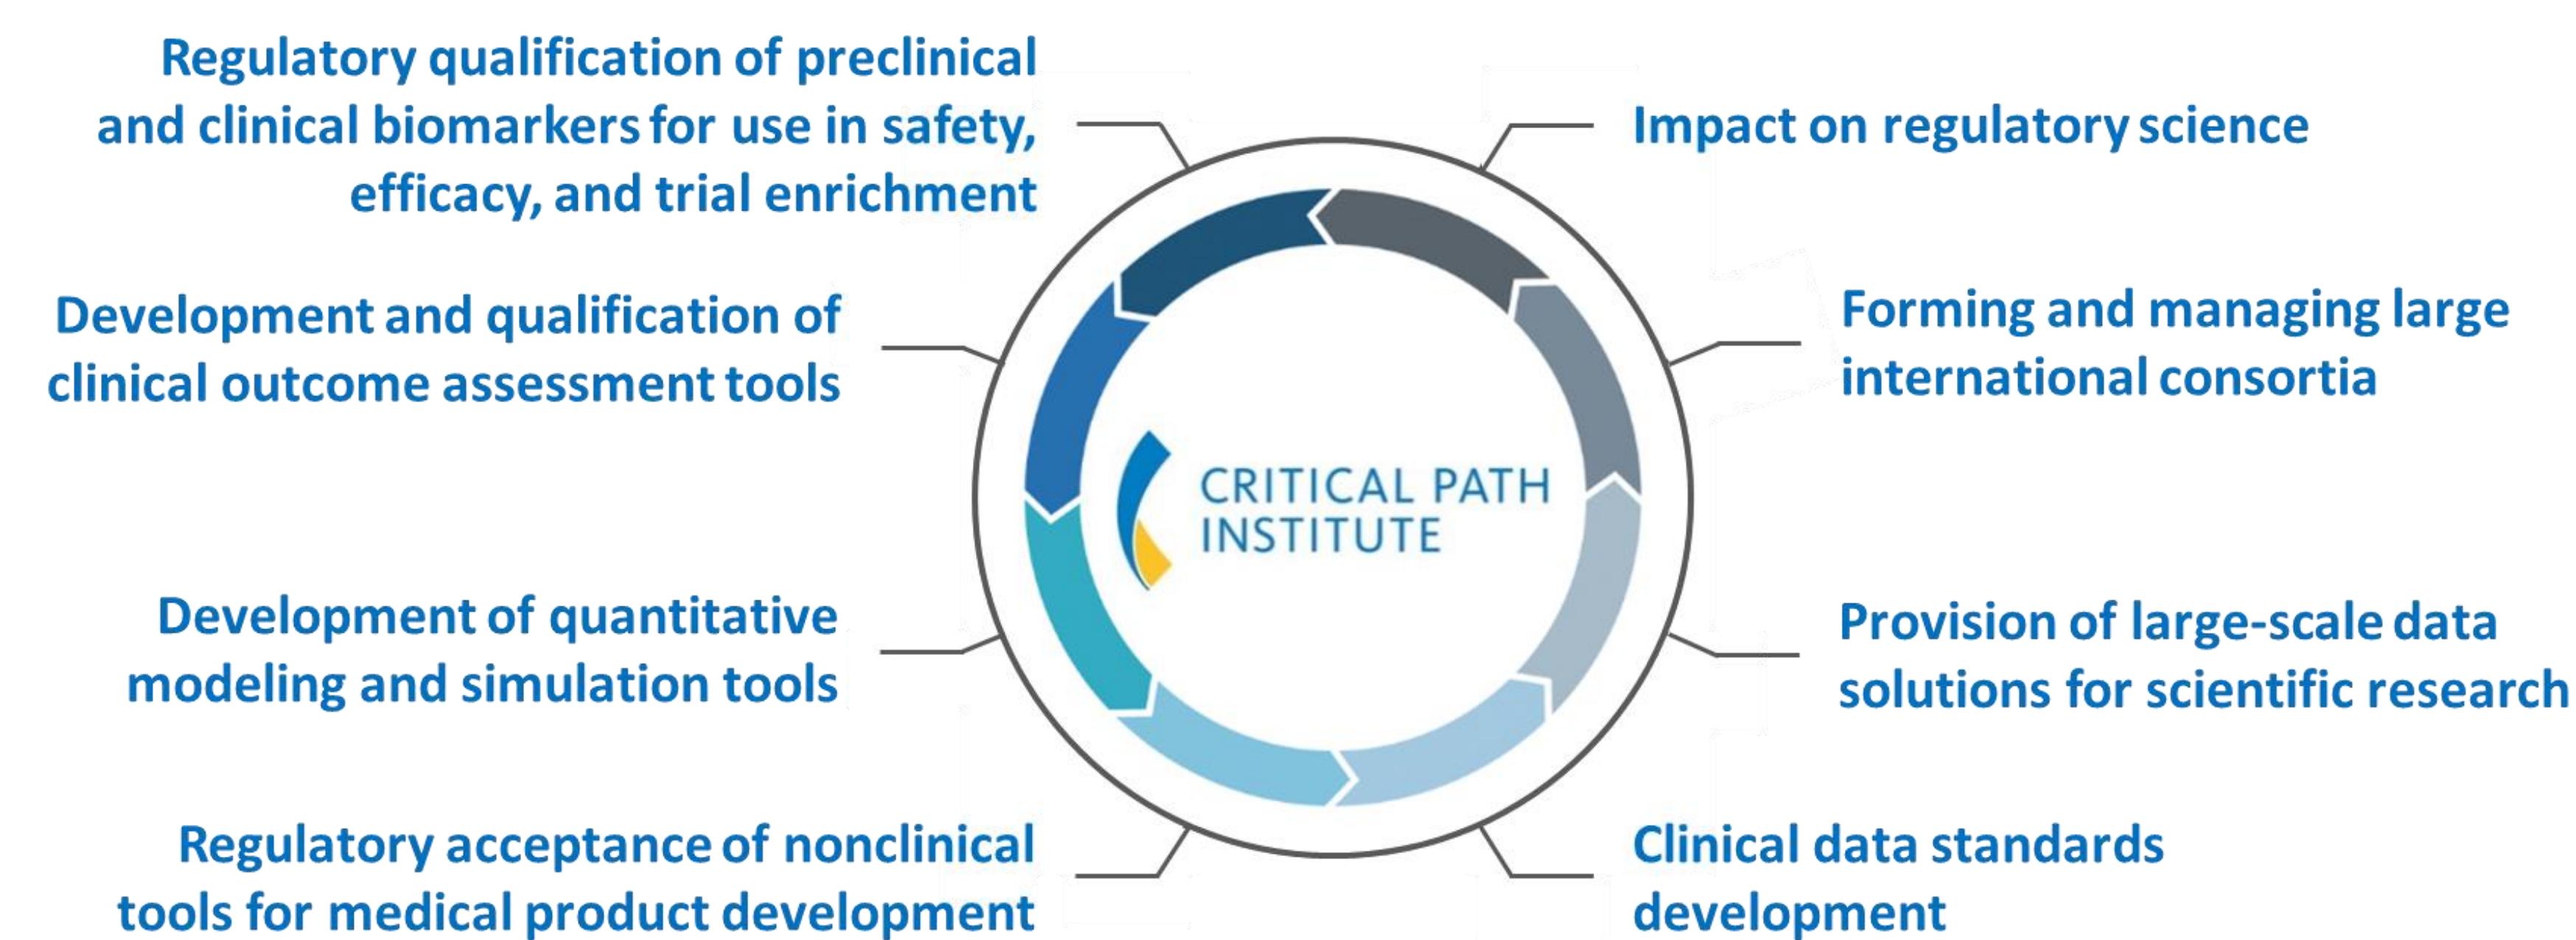 Regulatory qualification of preclinical
and clinical biomarkers for use in safety,
efficacy, and trial enrichment
Development and qualification of
clinical outcome assessment tools
Development of quantitative
modeling and simulation tools
Regulatory acceptance of nonclinical
tools for medical product development
CRITICAL PATH
INSTITUTE
Impact on regulatory science
Forming and managing large
international consortia
Provision of large-scale data
solutions for scientific research
Clinical data standards
development